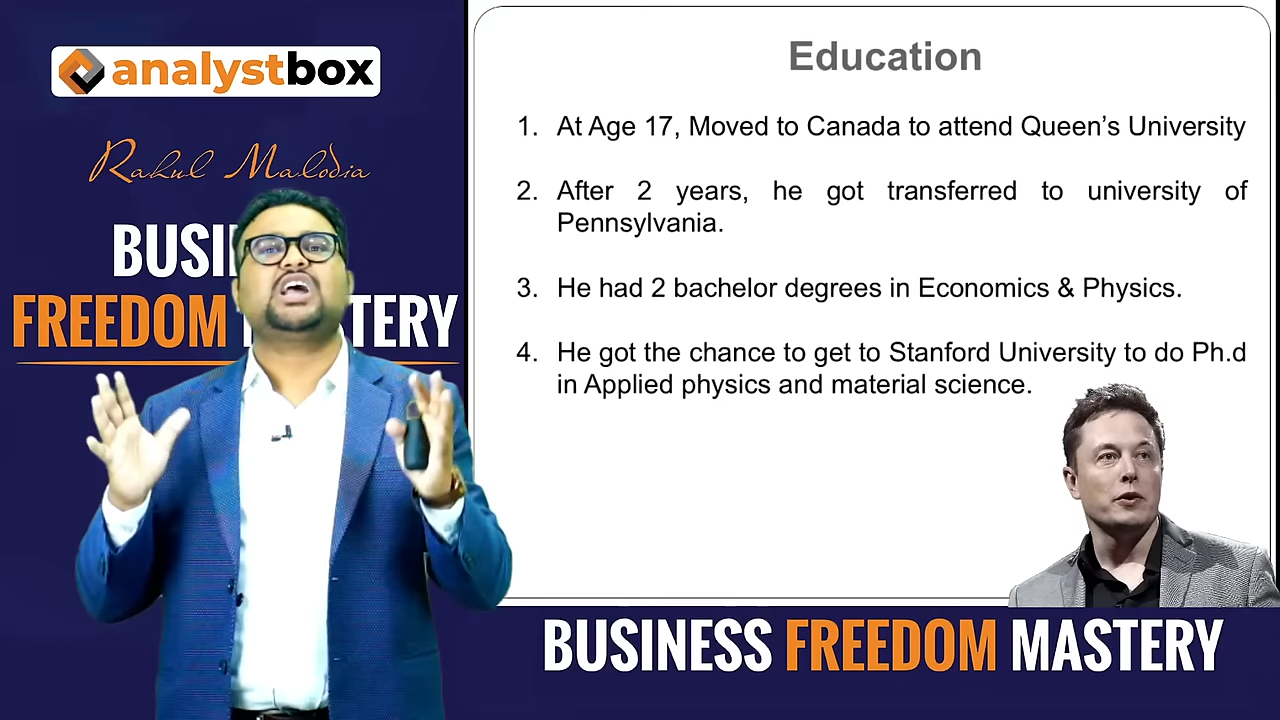 analystbox
Rahul Malodia
BUSI
FREEDOM TERY
Education
1. At Age 17, Moved to Canada to attend Queen’s University
2. After 2 years, he got transferred to university of
Pennsylvania.
3. He had 2 bachelor degrees in Economics & Physics.
4. He got the chance to get to Stanford University to do Ph.d
in Applied physics and material science.
BUSINESS FREEDOM MASTERY